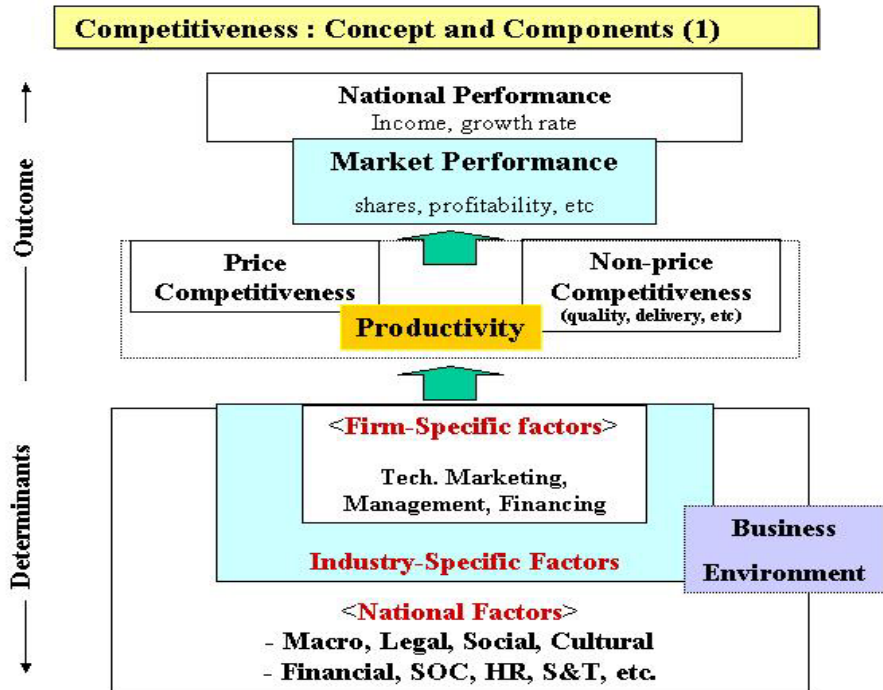 Competitiveness : Concept and Components (1)
National Performance
Income, growth rate
Market Performance
shares, profitability, etc
Outcome
Price
Competitiveness
Non-price
Competitiveness
(quality, delivery, etc)
Productivity
<Firm-Specific factors>
Tech. Marketing,
Management, Financing
Industry-Specific Factors
Business
Environment
Determinants
<National Factors>
- Macro, Legal, Social, Cultural
- Financial, SOC, HR, S&T, etc.